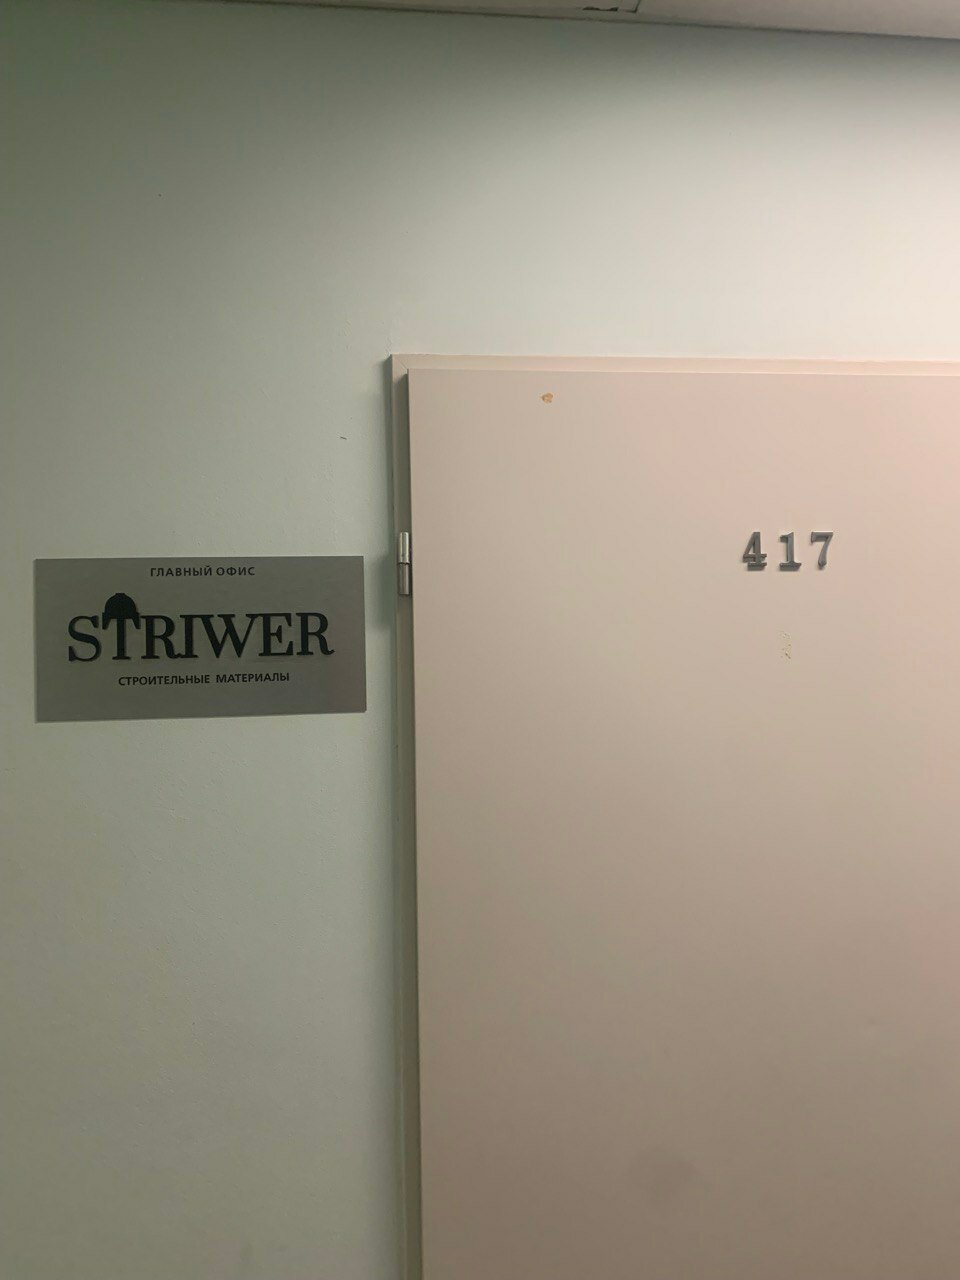 ГЛАВНЫЙ ОФИС
STRIWER
СТРОИТЕЛЬНЫЕ МАТЕРИАЛЫ
417